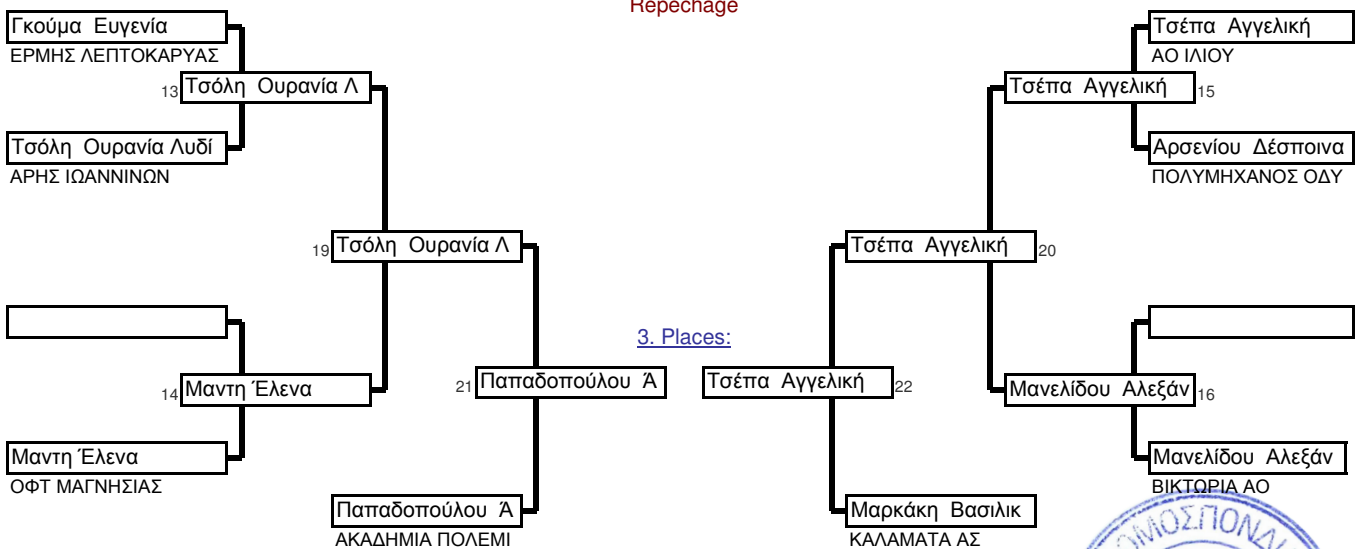 Repechage
Γκούμα Ευγενία
ΕΡΜΗΣ ΛΕΠΤΟΚΑΡΥΑΣ
13 Τσόλη Ουρανία Λ
Τσόλη Ουρανία Λυδί
ΑΡΗΣ ΙΩΑΝΝΙΝΩΝ
19 Τσόλη Ουρανία Λ
14 Μαντη Έλενα
Μαντη Έλενα
ΟΦΤ ΜΑΓΝΗΣΙΑΣ
21 Παπαδοπούλου Ά
Παπαδοπούλου Ά
ΑΚΑΔΗΜΙΑ ΠΟΛΕΜΙ
3. Places:
Τσέπα Αγγελική
ΑΟ ΙΛΙΟΥ
Τσέπα Αγγελική 15
Αρσενίου Δέσποινα
ΠΟΛΥΜΗΧΑΝΟΣ ΟΔΥ
Τσέπα Αγγελική 20
Τσέπα Αγγελική 22
Μανελίδου Αλεξάν 16
Μανελίδου Αλεξάν
ΒΙΚΤΩΡΙΑ ΑΟ
Μαρκάκη Βασιλικ
ΚΑΛΑΜΑΤΑ ΑΣ